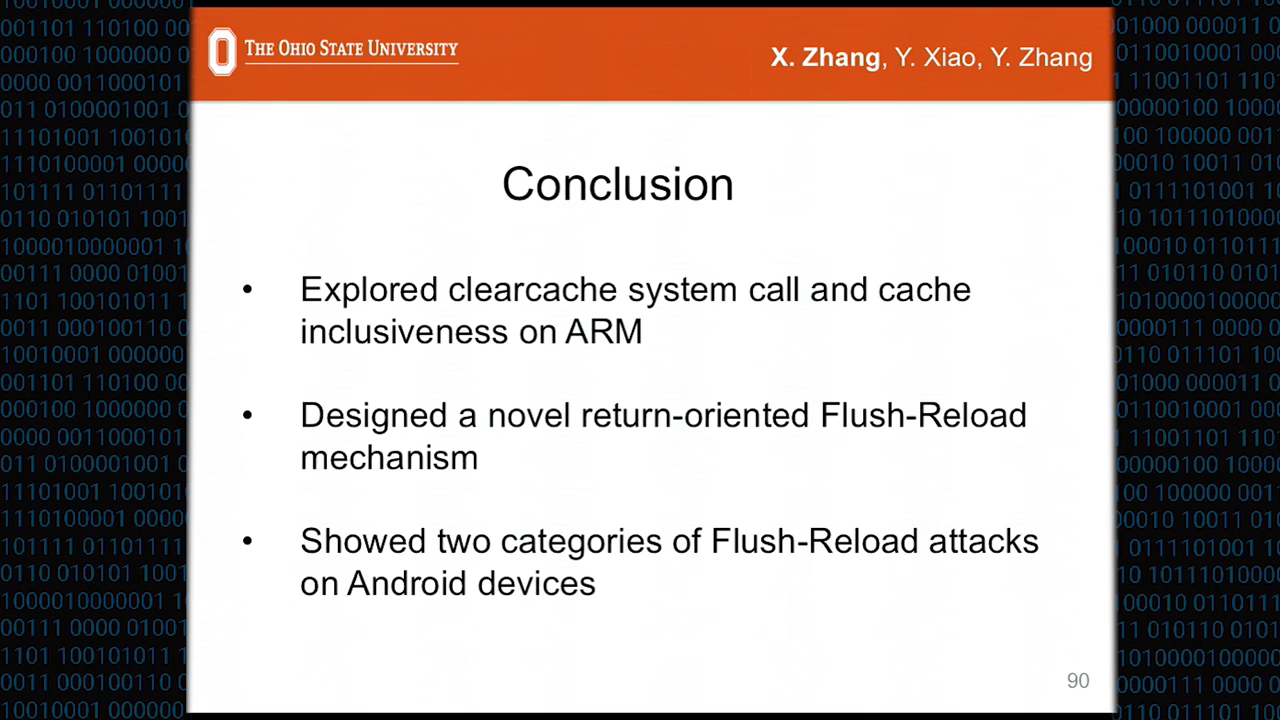 THE OHIO STATE UNIVERSITY
X. Zhang, Y. Xiao, Y. Zhang
Conclusion
• Explored clearcache system call and cache
inclusiveness on ARM
• Designed a novel return-oriented Flush-Reload
mechanism
• Showed two categories of Flush-Reload attacks
on Android devices
90